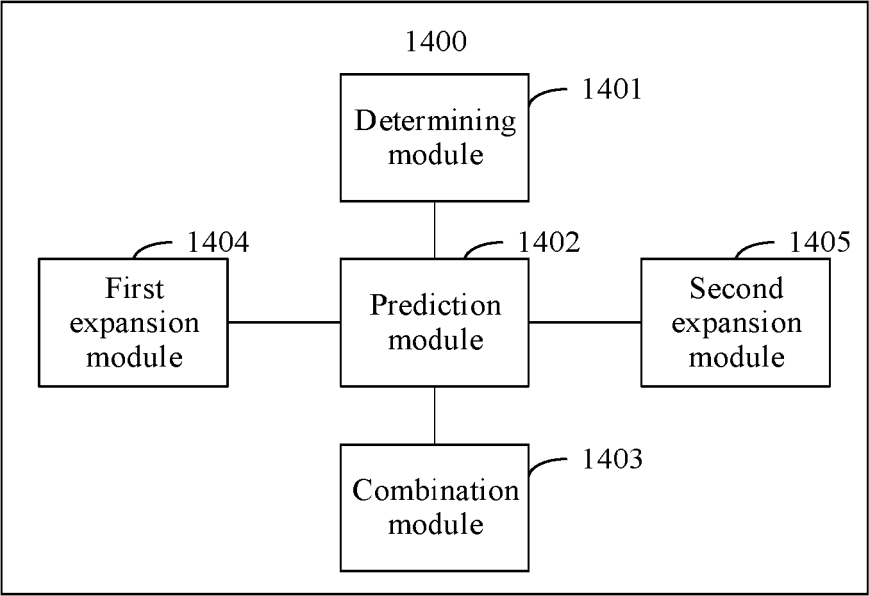 1400
1401
Determining
module
1404
1402
1405
First
expansion
module
Prediction
module
Second
expansion
module
1403
Combination
module